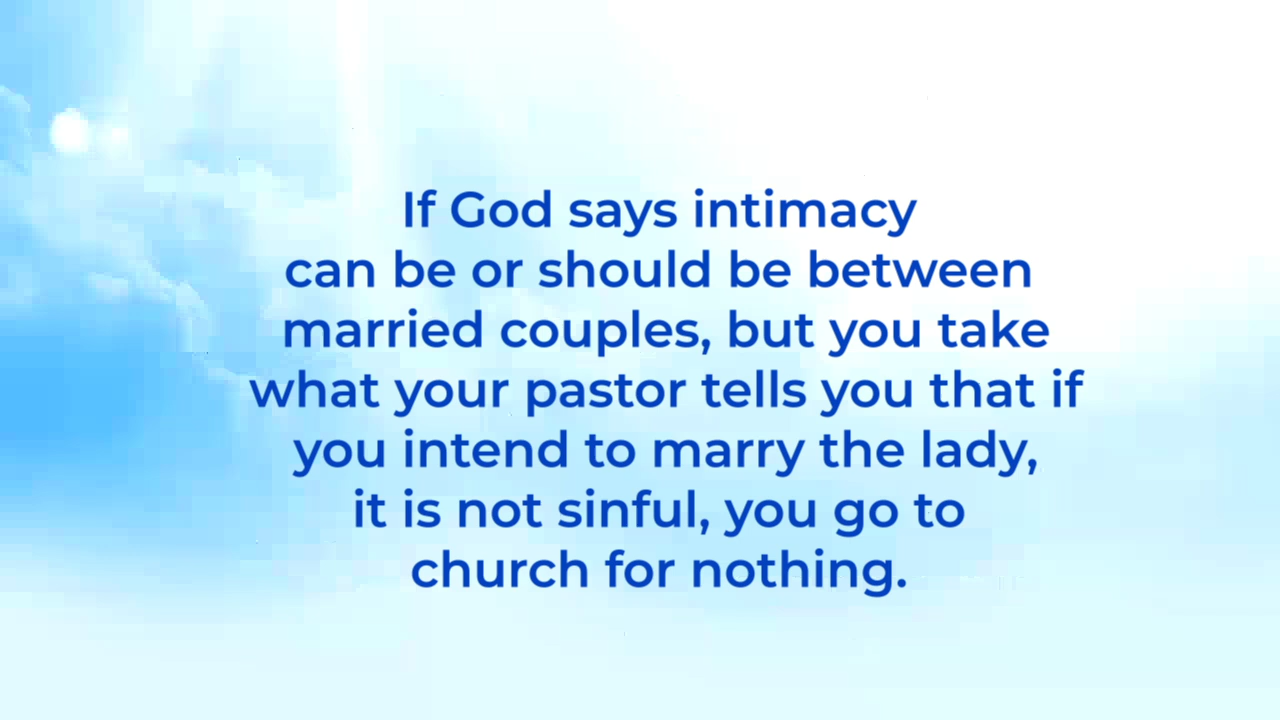 If God says intimacy
can be or should be between
married couples, but you take
what your pastor tells you that if
you intend to marry the lady,
it is not sinful, you go to
church for nothing.